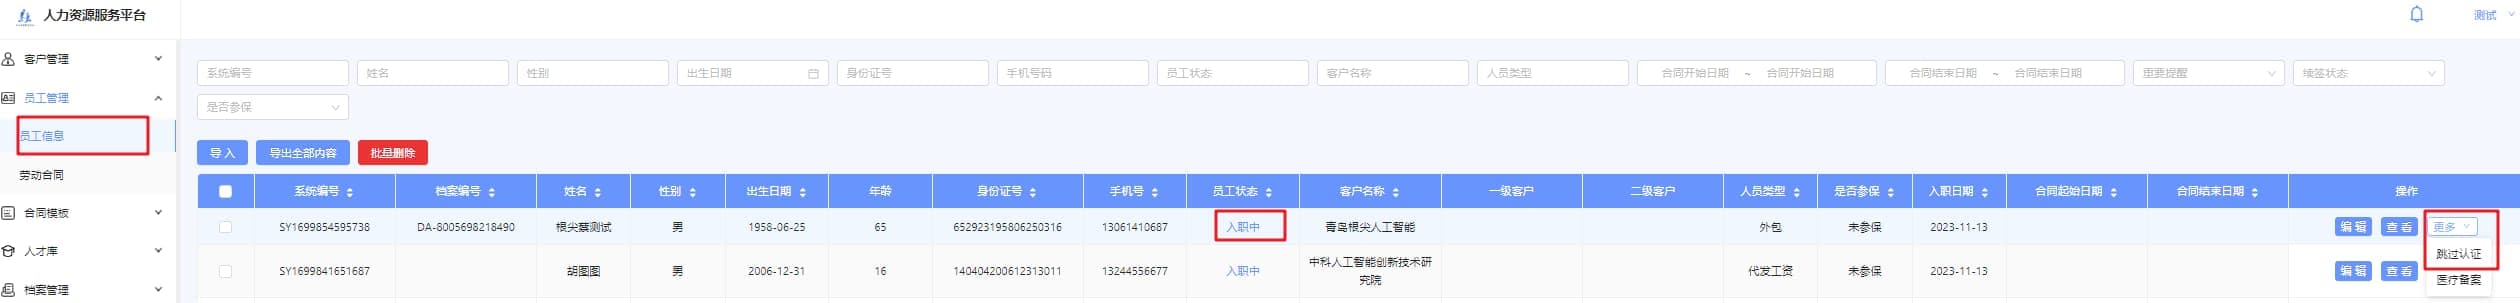 人力资源服务平台
测试
客户管理
员工管理
员工信息
劳动合同
合同模板
人才库
档案管理
系统编号 姓名 性别 出生日期 身份证号 手机号码 员工状态 客户名称 人员类型 合同开始日期 ~ 合同开始日期 合同结束日期 ~ 合同结束日期 重要提醒 续签状态
是否参保
导入 导出全部内容 批量删除
系统编号 档案编号 姓名 性别 出生日期 年龄 身份证号 手机号 员工状态 客户名称 一级客户 二级客户 人员类型 是否参保 入职日期 合同起始日期 合同结束日期 操作
SY1699854595738 DA-8005698218490 根尖蔡测试 男 1958-06-25 65 652923195806250316 13061410687 入职中 青岛根尖人工智能 外包 未参保 2023-11-13 编辑 查看 更多
跳过认证
SY1699841651687 胡图图 男 2006-12-31 16 140404200612313011 13244556677 入职中 中科人工智能创新技术研
究院 代发工资 未参保 2023-11-13 编辑 查看
医疗备案